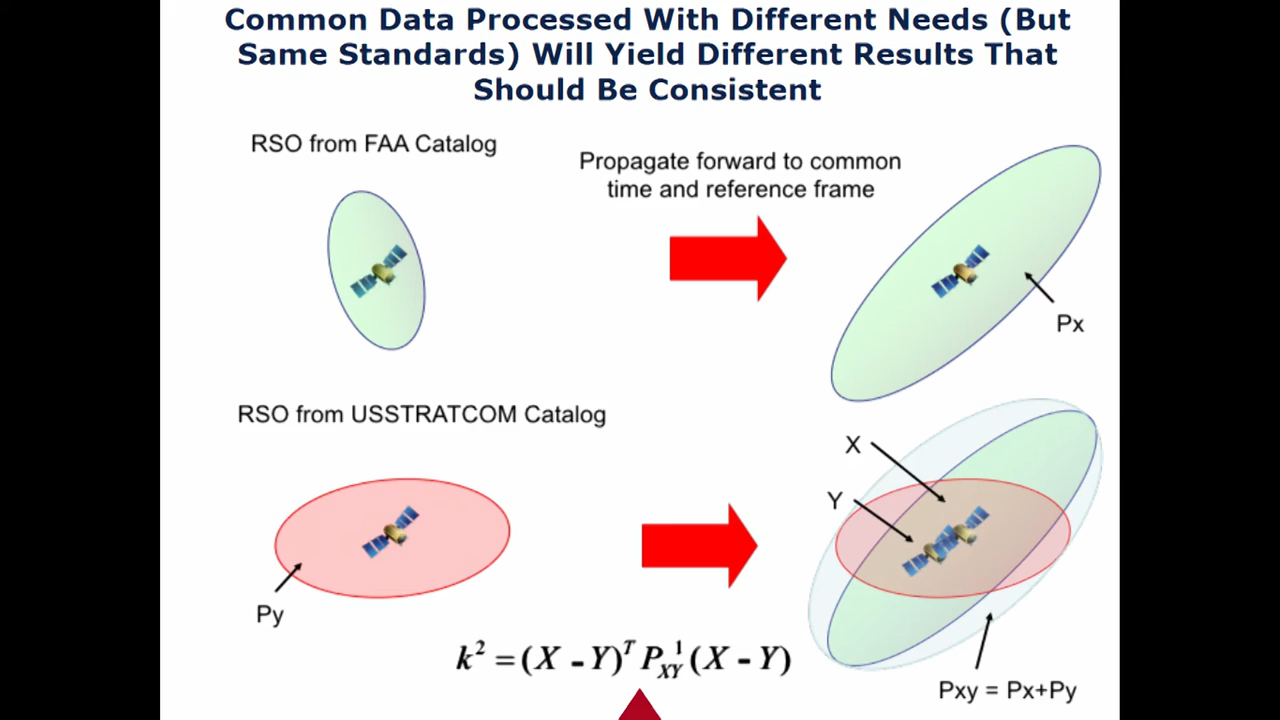 Common Data Processed With Different Needs (But
Same Standards) Will Yield Different Results That
Should Be Consistent
RSO from FAA Catalog
Propagate forward to common
time and reference frame
Px
RSO from USSTRATCOM Catalog
X
Y
Py
k² = (X - Y)ᵀ P_XY^1 (X - Y)
Pxy = Px+Py